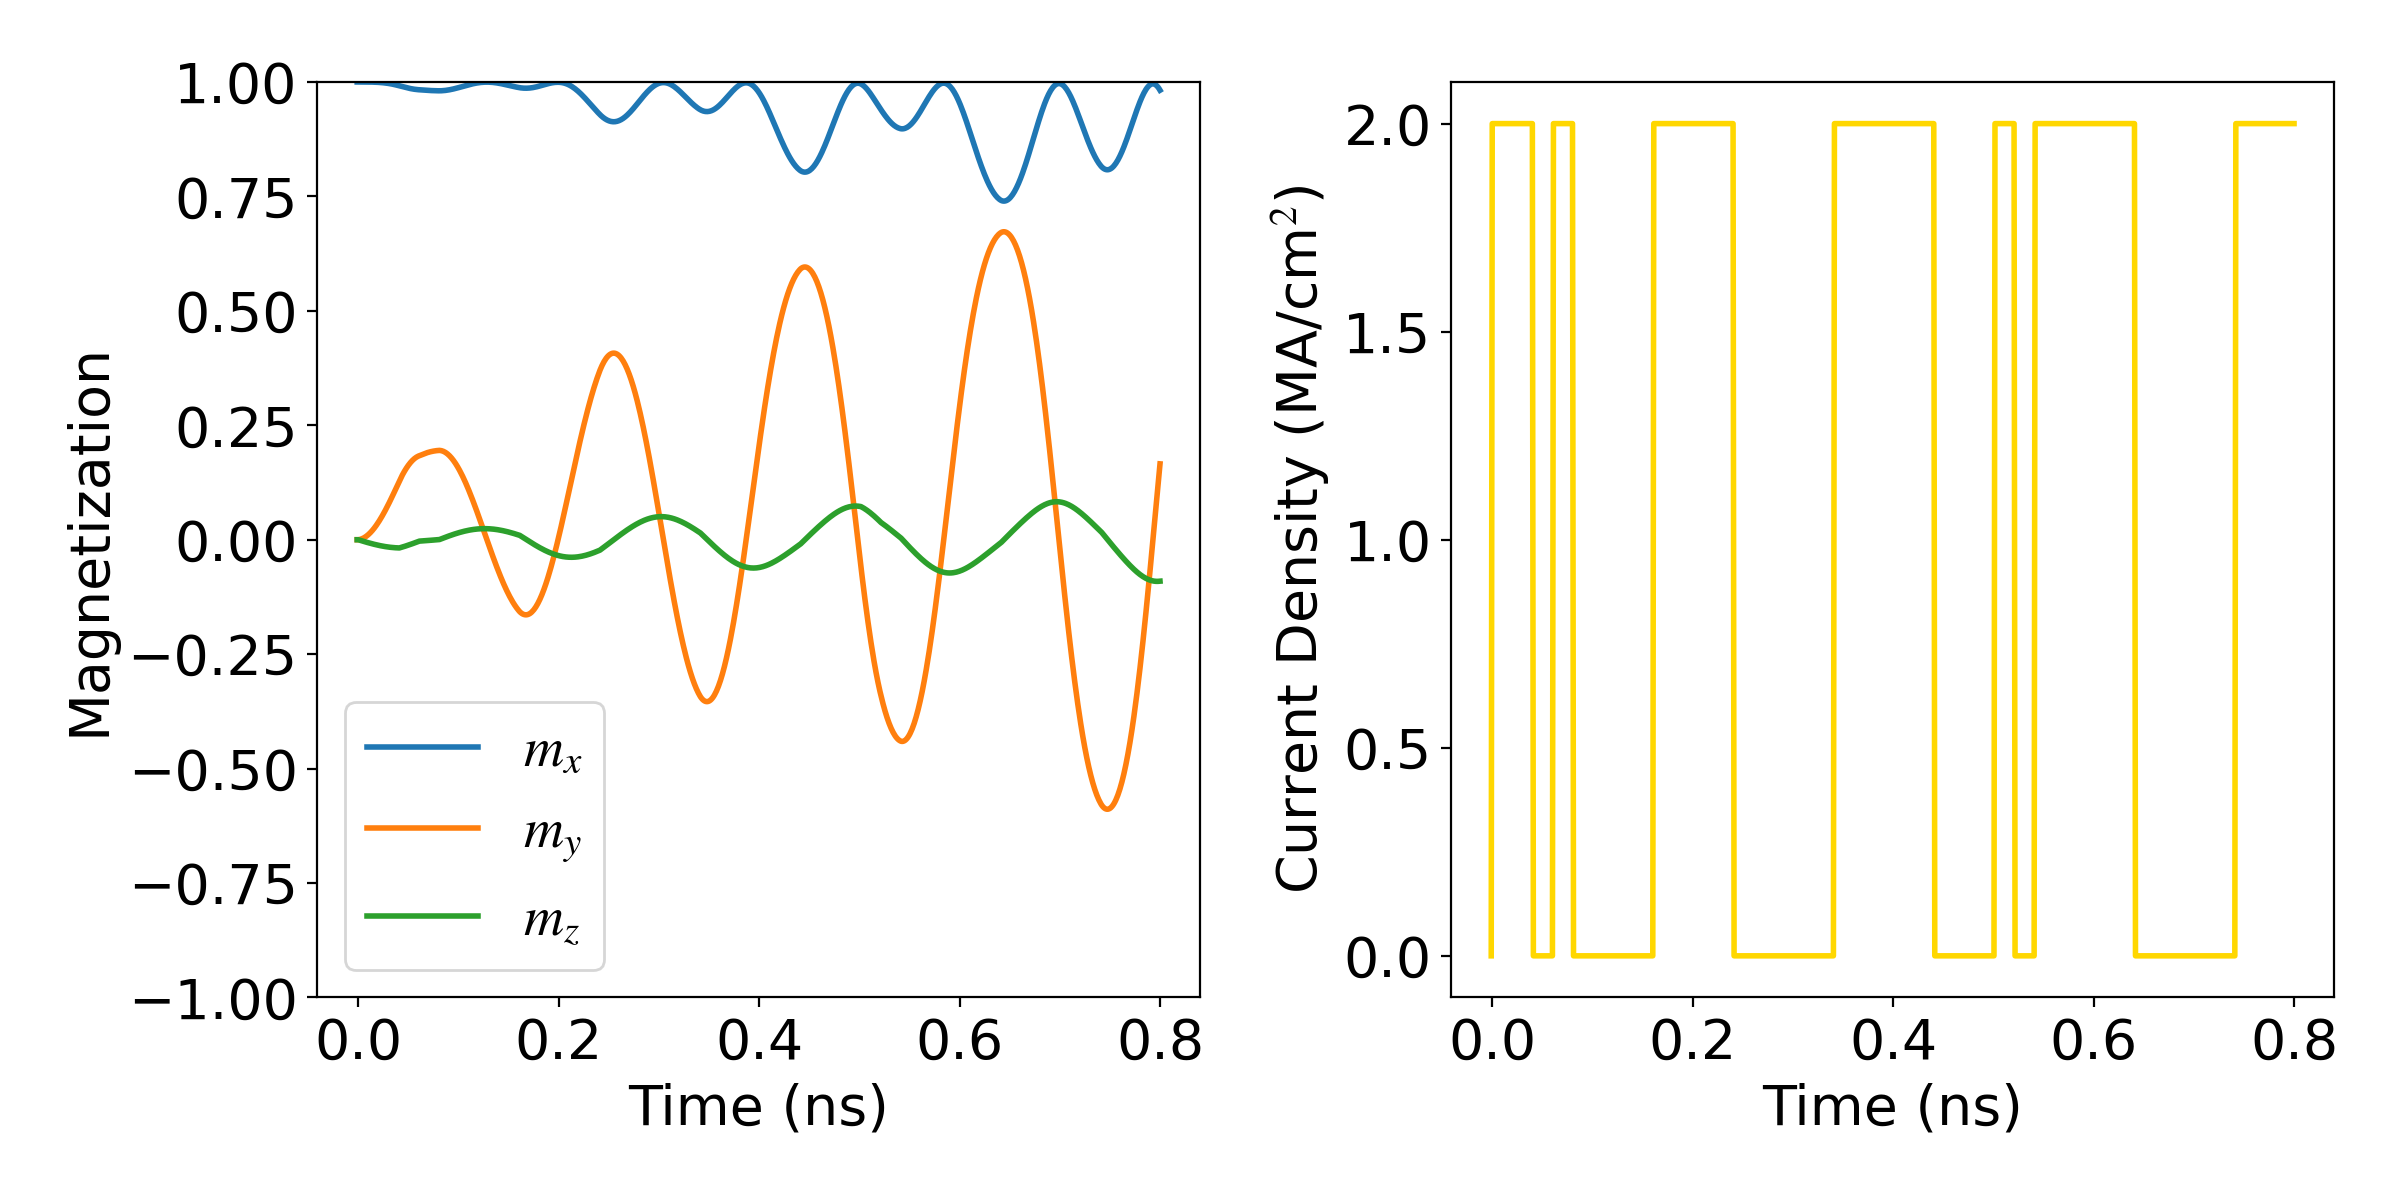 1.00
0.75
0.50
0.25
0.00
−0.25
−0.50
−0.75
−1.00
Magnetization
m_x
m_y
m_z
0.0 0.2 0.4 0.6 0.8
Time (ns)
2.0
1.5
1.0
0.5
0.0
Current Density (MA/cm²)
0.0 0.2 0.4 0.6 0.8
Time (ns)